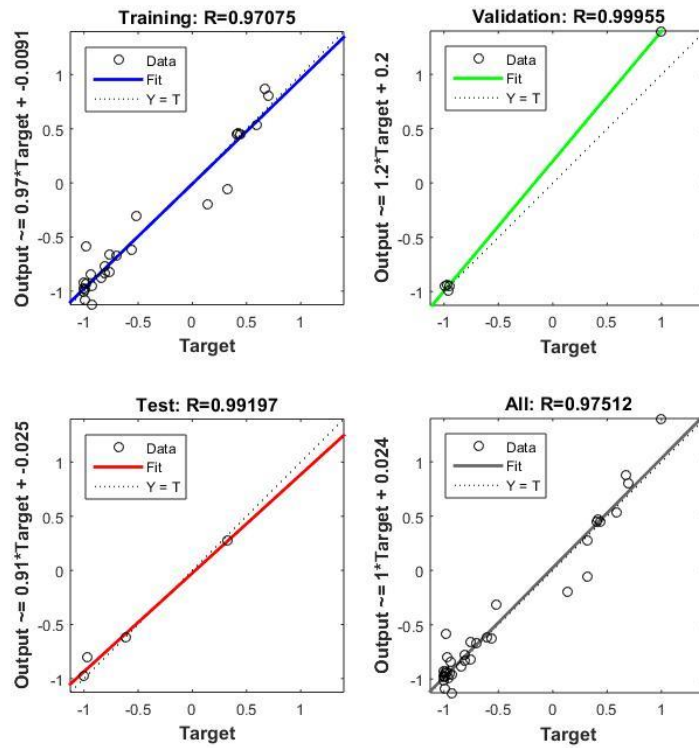 Training: R=0.97075
Output ~= 0.97*Target + -0.0091
Data
Fit
Y = T
1
0.5
0
-0.5
-1
-1 -0.5 0 0.5 1
Target
Validation: R=0.99955
Output ~= 1.2*Target + 0.2
Data
Fit
Y = T
1
0.5
0
-0.5
-1
-1 -0.5 0 0.5 1
Target
Test: R=0.99197
Output ~= 0.91*Target + -0.025
Data
Fit
Y = T
1
0.5
0
-0.5
-1
-1 -0.5 0 0.5 1
Target
All: R=0.97512
Output ~= 1*Target + 0.024
Data
Fit
Y = T
1
0.5
0
-0.5
-1
-1 -0.5 0 0.5 1
Target